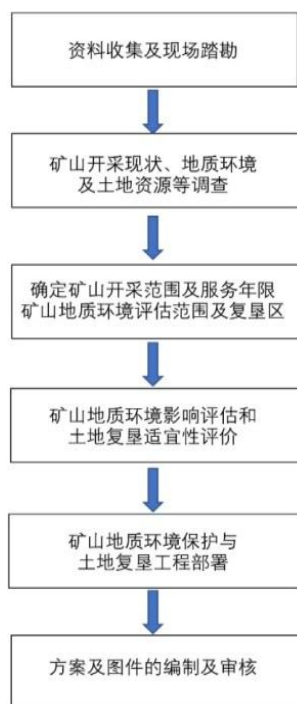 资料收集及现场踏勘
矿山开采现状、地质环境
及土地资源等调查
确定矿山开采范围及服务年限
矿山地质环境评估范围及复垦区
矿山地质环境影响评估和
土地复垦适宜性评价
矿山地质环境保护与
土地复垦工程部署
方案及图件的编制及审核